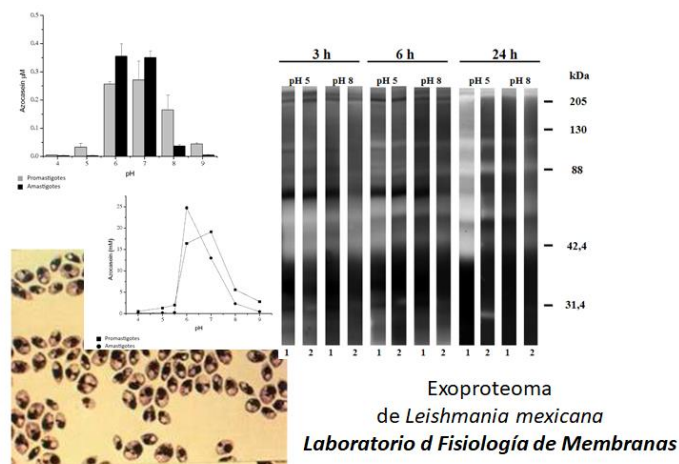 0,5
0,4
0,3
0,2
0,1
0,0
Azocasein µM
4 5 6 7 8 9
pH
Promastigotes
Amastigotes
25
20
15
10
5
0
Azocasein (mM)
4 5 6 7 8 9
pH
Promastigotes
Amastigotes
3 h 6 h 24 h
pH 5 pH 8 pH 5 pH 8 pH 5 pH 8
kDa
205
130
88
42,4
31,4
1 2 1 2 1 2 1 2 1 2 1 2
Exoproteoma
de Leishmania mexicana
Laboratorio d Fisiología de Membranas